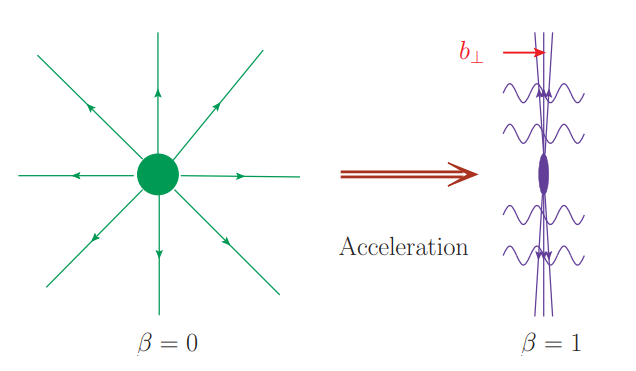 b⊥
Acceleration
β = 0
β = 1